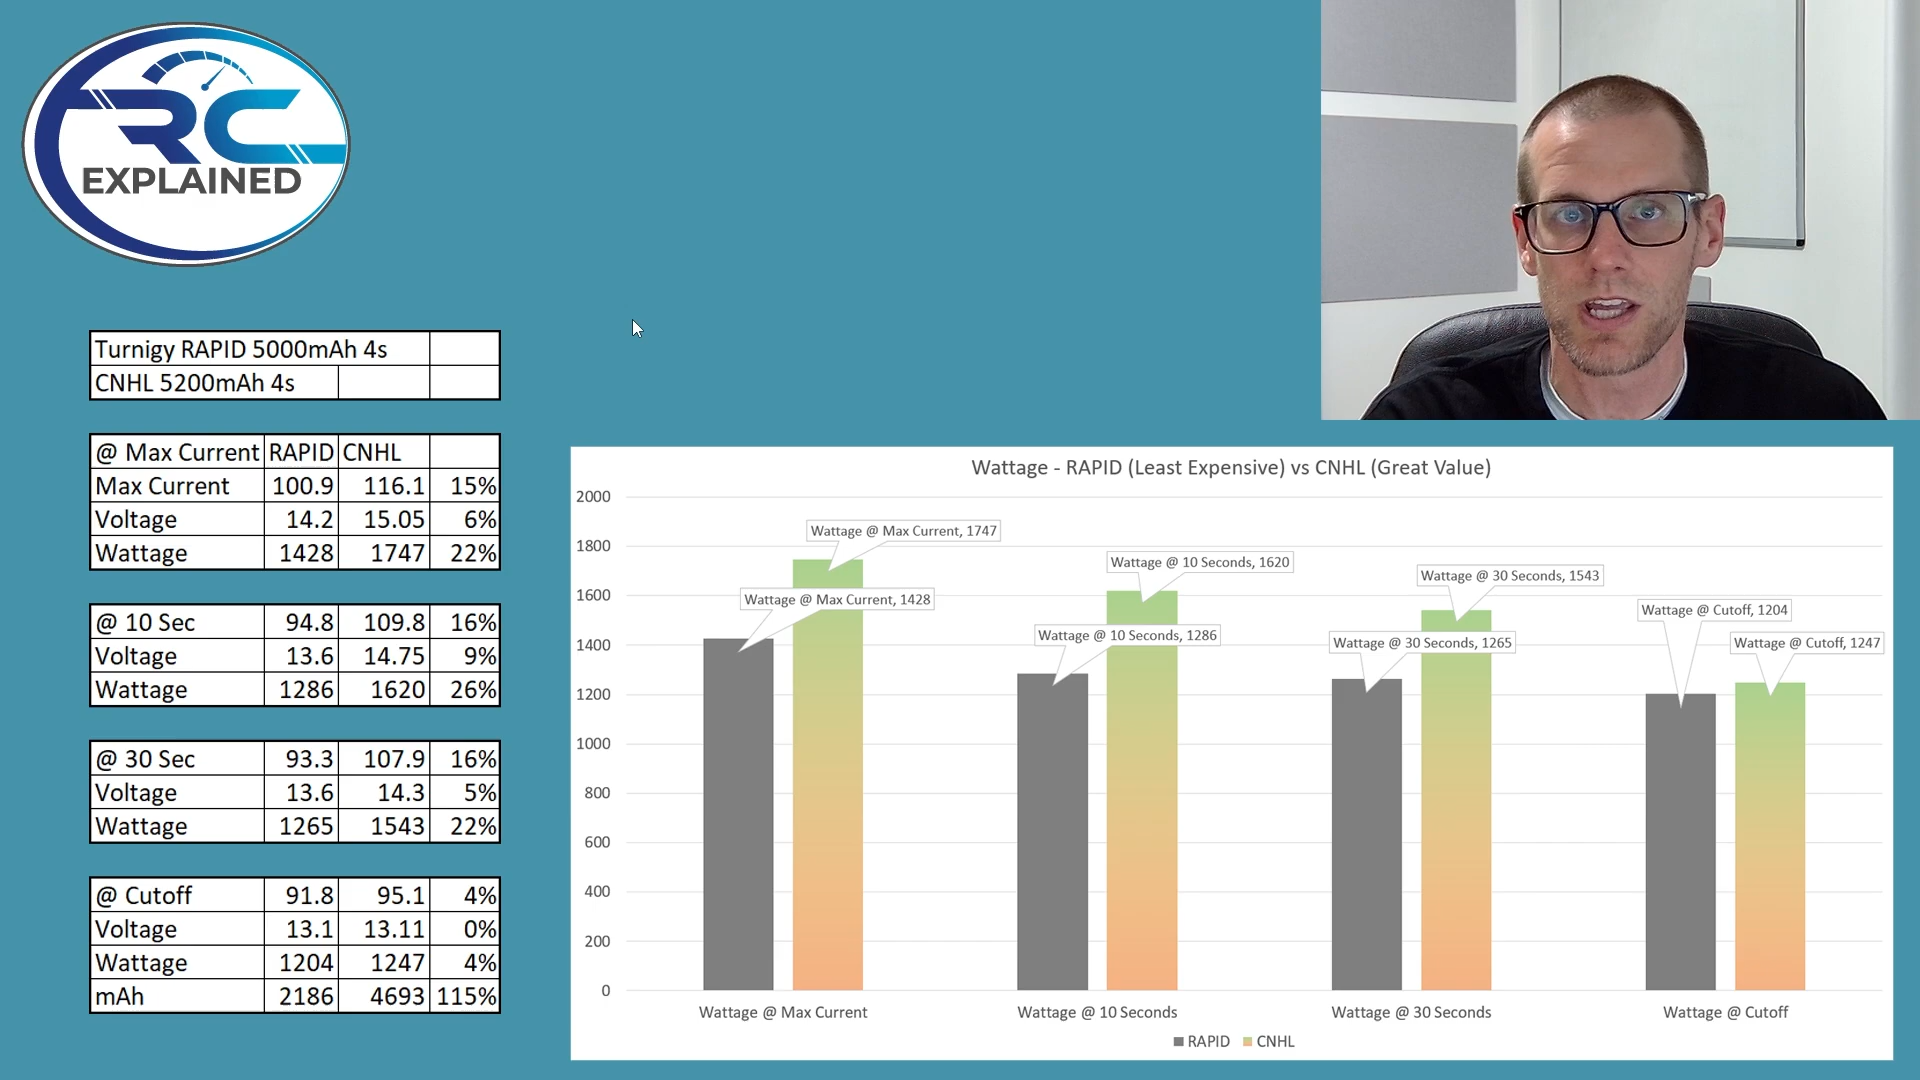 RC
EXPLAINED
Turnigy RAPID 5000mAh 4s
CNHL 5200mAh 4s
@ Max Current RAPID CNHL
Max Current 100.9 116.1 15%
Voltage 14.2 15.05 6%
Wattage 1428 1747 22%
@ 10 Sec 94.8 109.8 16%
Voltage 13.6 14.75 9%
Wattage 1286 1620 26%
@ 30 Sec 93.3 107.9 16%
Voltage 13.6 14.3 5%
Wattage 1265 1543 22%
@ Cutoff 91.8 95.1 4%
Voltage 13.1 13.11 0%
Wattage 1204 1247 4%
mAh 2186 4693 115%
Wattage - RAPID (Least Expensive) vs CNHL (Great Value)
2000
1800
1600
1400
1200
1000
800
600
400
200
0
Wattage @ Max Current, 1747
Wattage @ Max Current, 1428
Wattage @ 10 Seconds, 1620
Wattage @ 10 Seconds, 1286
Wattage @ 30 Seconds, 1543
Wattage @ 30 Seconds, 1265
Wattage @ Cutoff, 1204
Wattage @ Cutoff, 1247
Wattage @ Max Current
Wattage @ 10 Seconds
Wattage @ 30 Seconds
Wattage @ Cutoff
RAPID CNHL